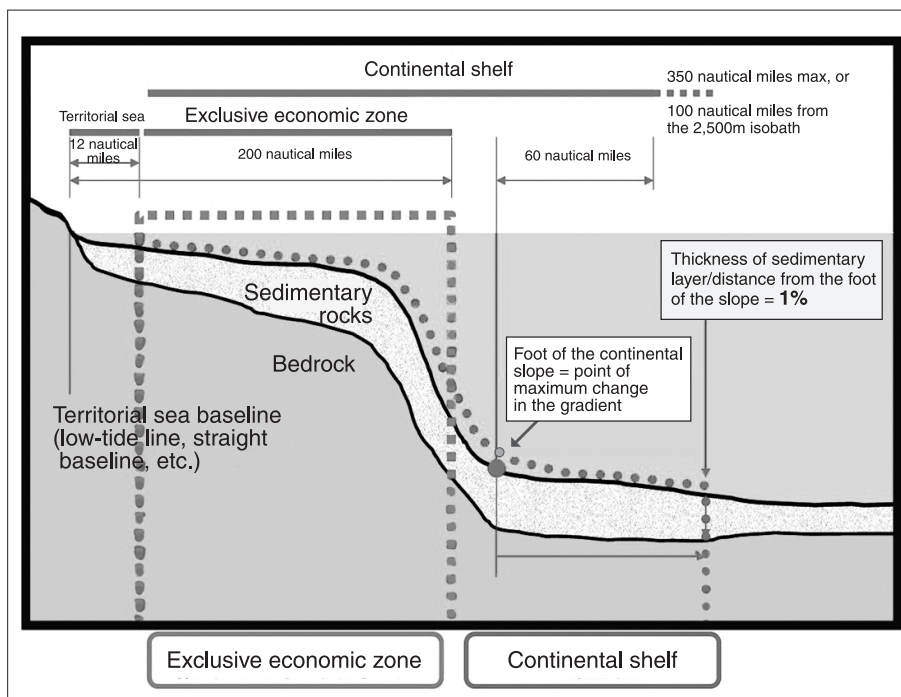 Continental shelf
350 nautical miles max, or
100 nautical miles from
the 2,500m isobath
Territorial sea
Exclusive economic zone
12 nautical
miles
200 nautical miles
60 nautical miles
Thickness of sedimentary
layer/distance from the foot
of the slope = 1%
Sedimentary
rocks
Bedrock
Foot of the continental
slope = point of
maximum change
in the gradient
Territorial sea baseline
(low-tide line, straight
baseline, etc.)
Exclusive economic zone
Continental shelf